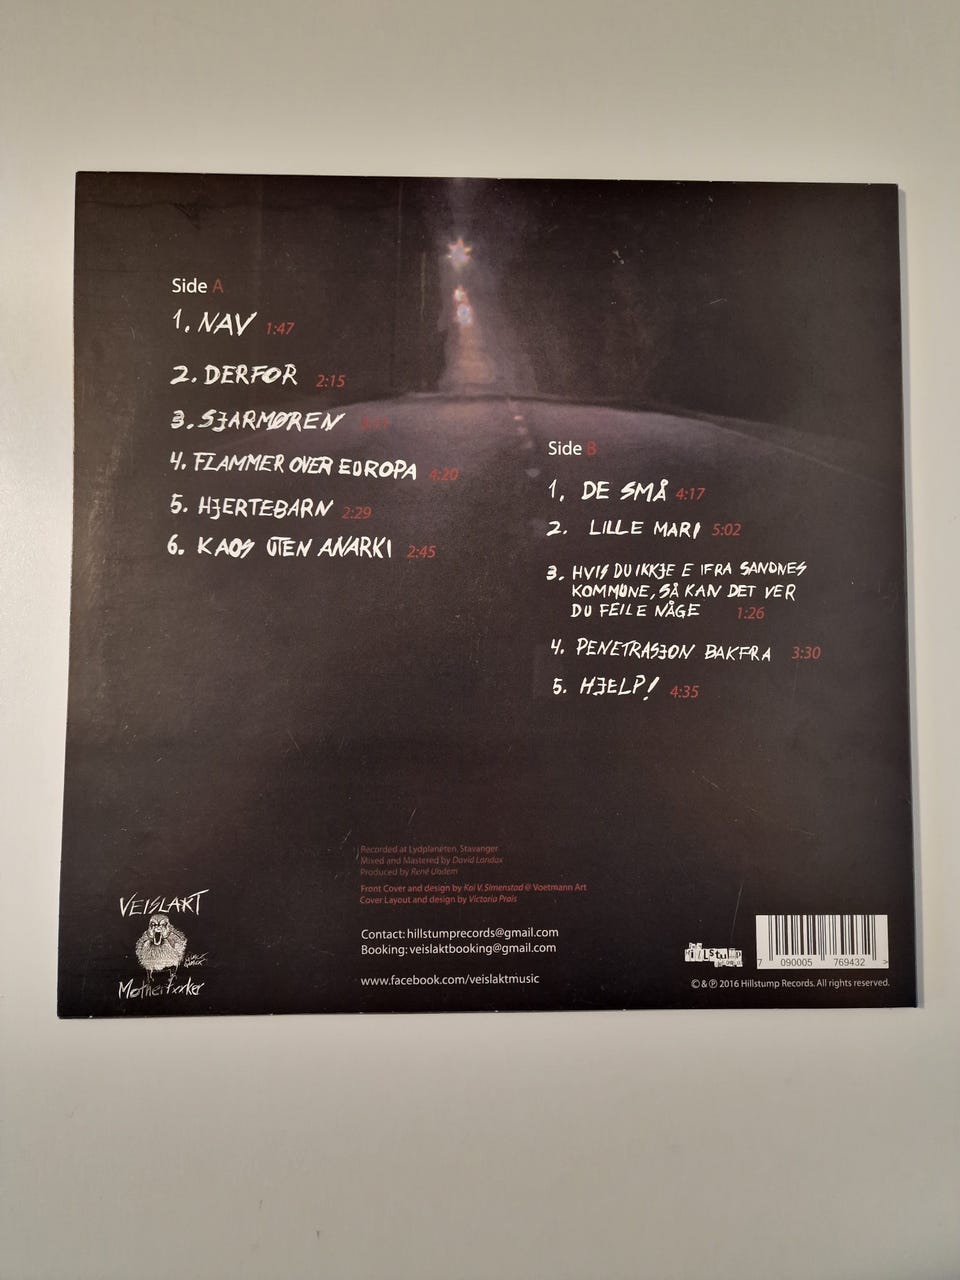 Side A
1. NAV 1:47
2. DERFOR 2:15
3. SJARMØREN
4. FLAMMER OVER EUROPA 4:20
5. HJERTEBARN 2:29
6. KAOS UTEN ANARKI 2:45
Side B
1. DE SMÅ 4:17
2. LILLE MARI 5:02
3. HVIS DU IKKJE E IFRA SANDNES
KOMMUNE, SÅ KAN DET VER
DU FEILE NÅGE 1:26
4. PENETRASJON BAKFRA 3:30
5. HJELP! 4:35
Recorded at Lydplaneten, Stavanger
Mixed and Mastered by David Landax
Produced by René
Front Cover and design by Kai V. Simenstad @ Voetmann Art
Cover Layout and design by Victoria Prois
Contact: hillstumprecords@gmail.com
Booking: veislaktbooking@gmail.com
www.facebook.com/veislaktmusic
VEISLAKT
Hillstump
7 090005 769432 >
© & ℗ 2016 Hillstump Records. All rights reserved.